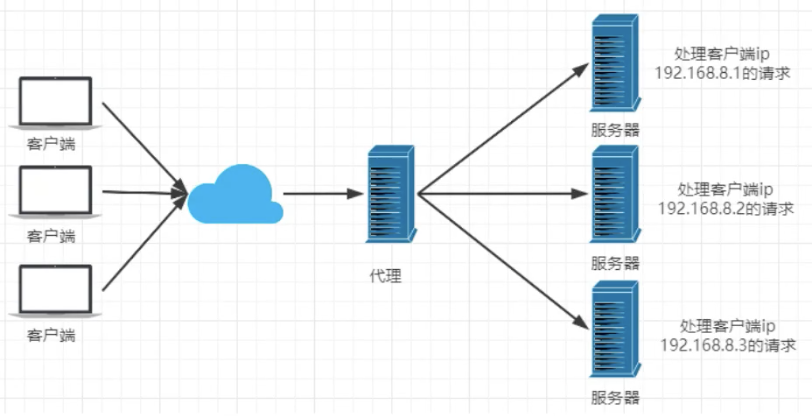 处理客户端ip
192.168.8.1的请求
客户端
服务器
处理客户端ip
192.168.8.2的请求
客户端
服务器
代理
处理客户端ip
192.168.8.3的请求
客户端
服务器